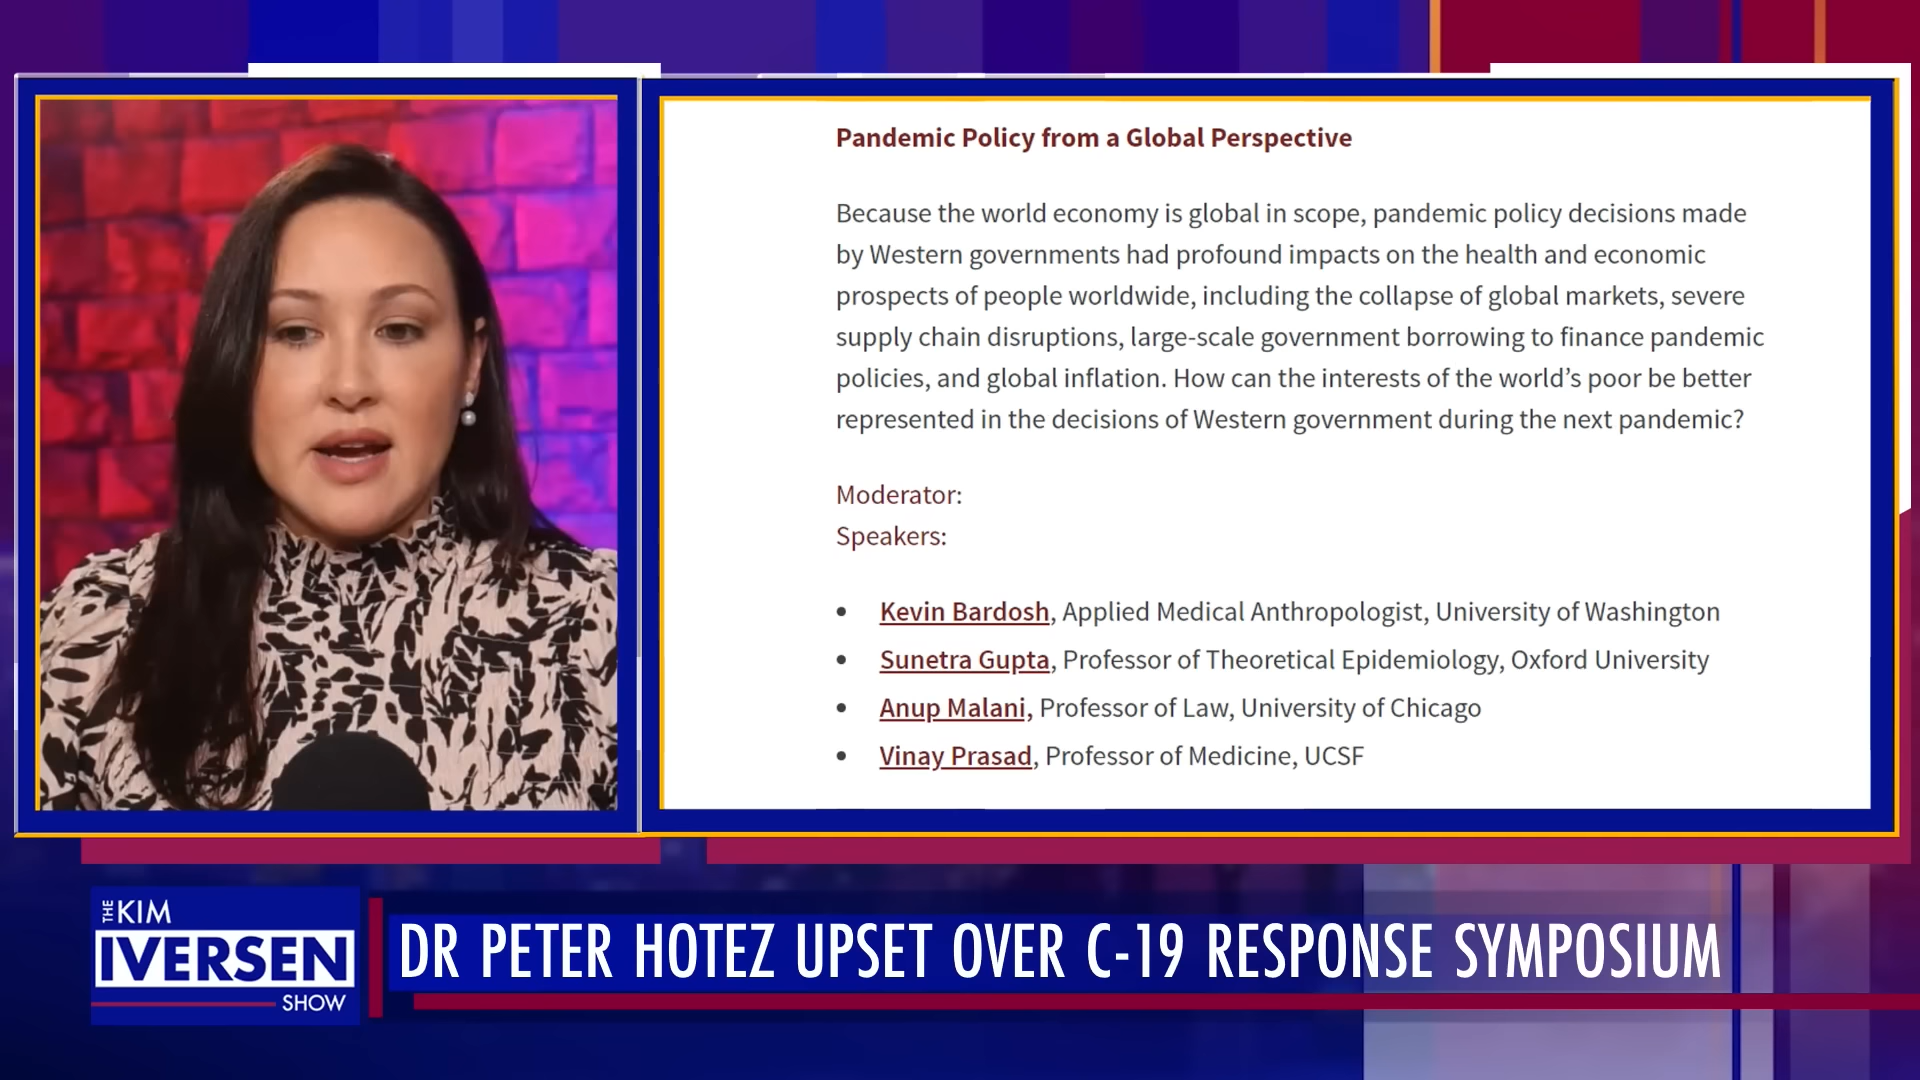 Pandemic Policy from a Global Perspective
Because the world economy is global in scope, pandemic policy decisions made
by Western governments had profound impacts on the health and economic
prospects of people worldwide, including the collapse of global markets, severe
supply chain disruptions, large-scale government borrowing to finance pandemic
policies, and global inflation. How can the interests of the world’s poor be better
represented in the decisions of Western government during the next pandemic?
Moderator:
Speakers:
• Kevin Bardosh, Applied Medical Anthropologist, University of Washington
• Sunetra Gupta, Professor of Theoretical Epidemiology, Oxford University
• Anup Malani, Professor of Law, University of Chicago
• Vinay Prasad, Professor of Medicine, UCSF
THE KIM
IVERSEN
SHOW
DR PETER HOTEZ UPSET OVER C-19 RESPONSE SYMPOSIUM